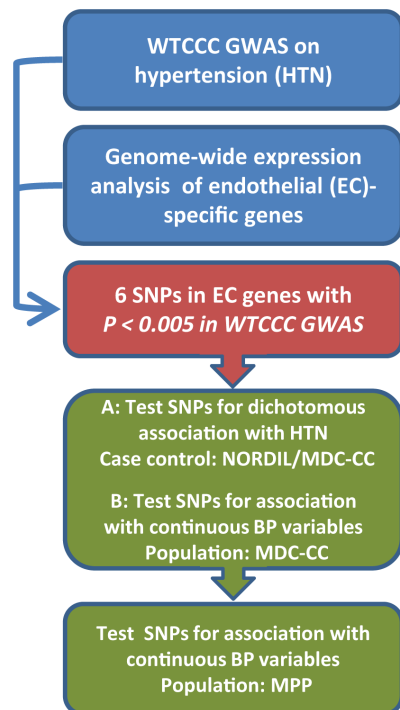 WTCCC GWAS on
hypertension (HTN)
Genome-wide expression
analysis of endothelial (EC)-
specific genes
6 SNPs in EC genes with
P < 0.005 in WTCCC GWAS
A: Test SNPs for dichotomous
association with HTN
Case control: NORDIL/MDC-CC
B: Test SNPs for association
with continuous BP variables
Population: MDC-CC
Test SNPs for association with
continuous BP variables
Population: MPP